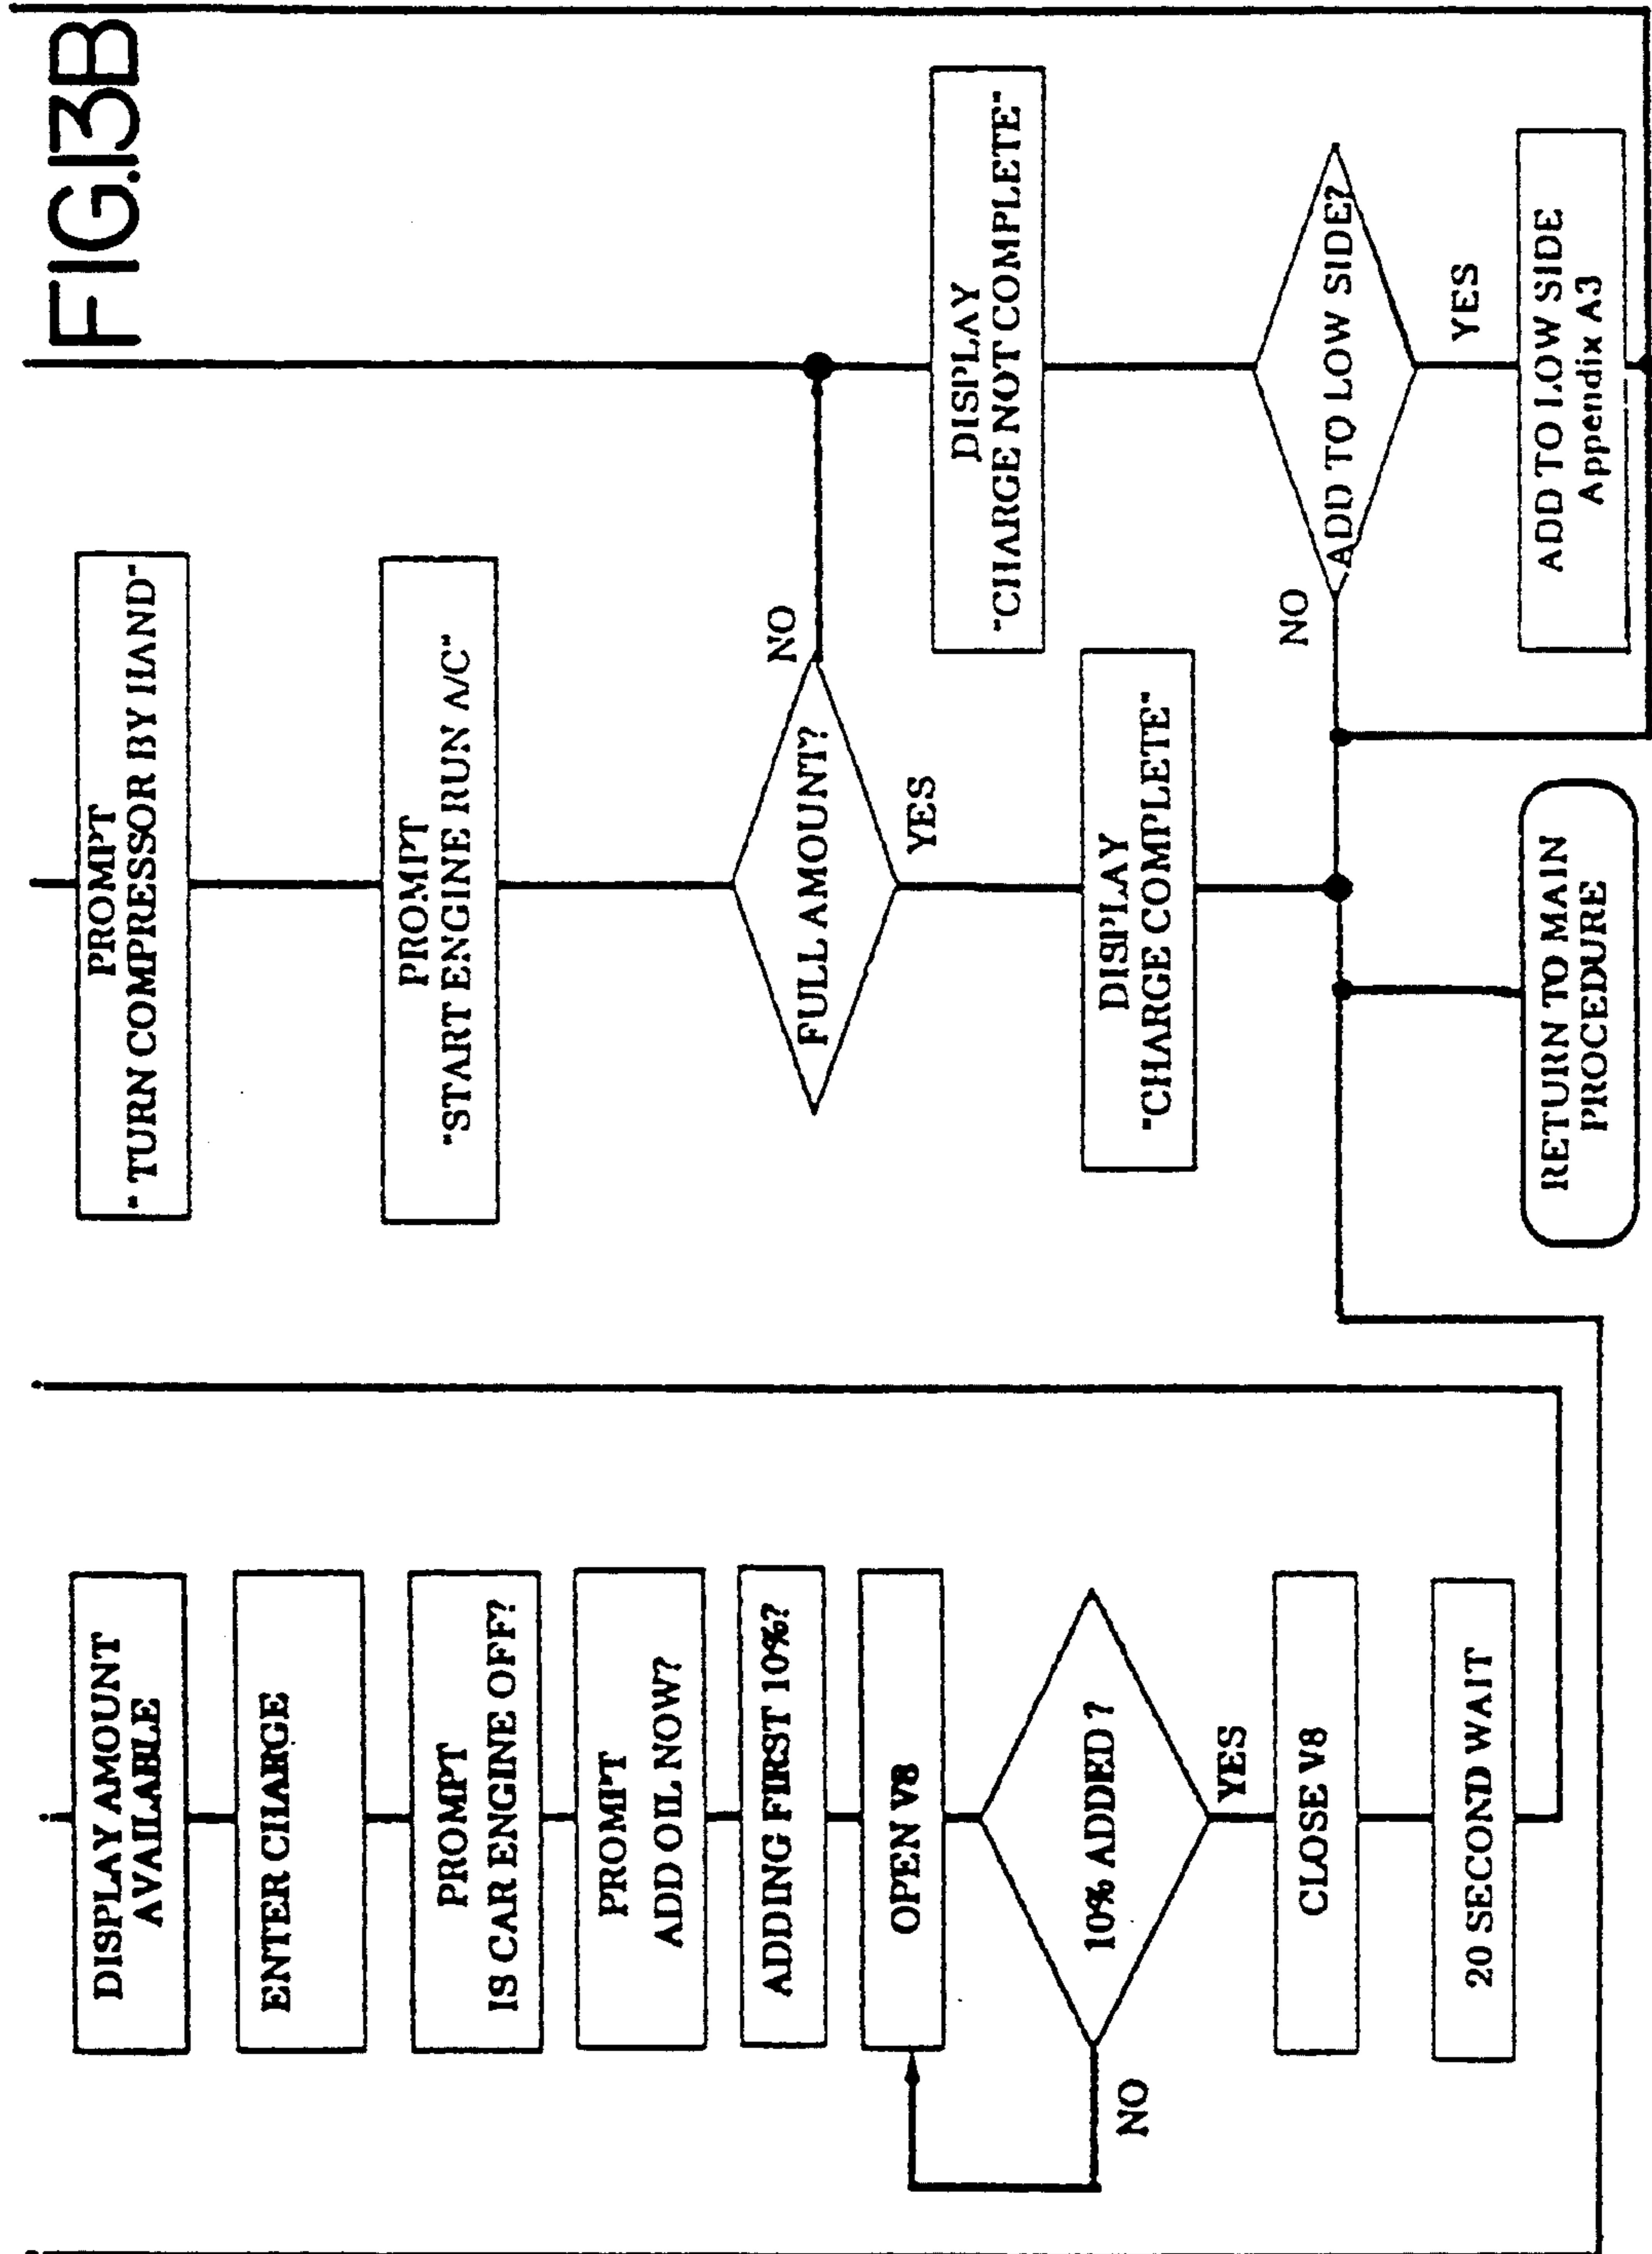 FIG.13B
DISPLAY AMOUNT
AVAILABLE
ENTER CHARGE
PROMPT
IS CAR ENGINE OFF?
PROMPT
ADD OIL NOW?
ADDING FIRST 10%?
OPEN V8
10% ADDED ?
NO
YES
CLOSE V8
20 SECOND WAIT
PROMPT
" TURN COMPRESSOR BY HAND"
PROMPT
"START ENGINE RUN A/C"
FULL AMOUNT?
NO
YES
DISPLAY
"CHARGE COMPLETE"
RETURN TO MAIN
PROCEDURE
DISPLAY
"CHARGE NOT COMPLETE"
ADD TO LOW SIDE?
NO
YES
ADD TO LOW SIDE
Appendix A3